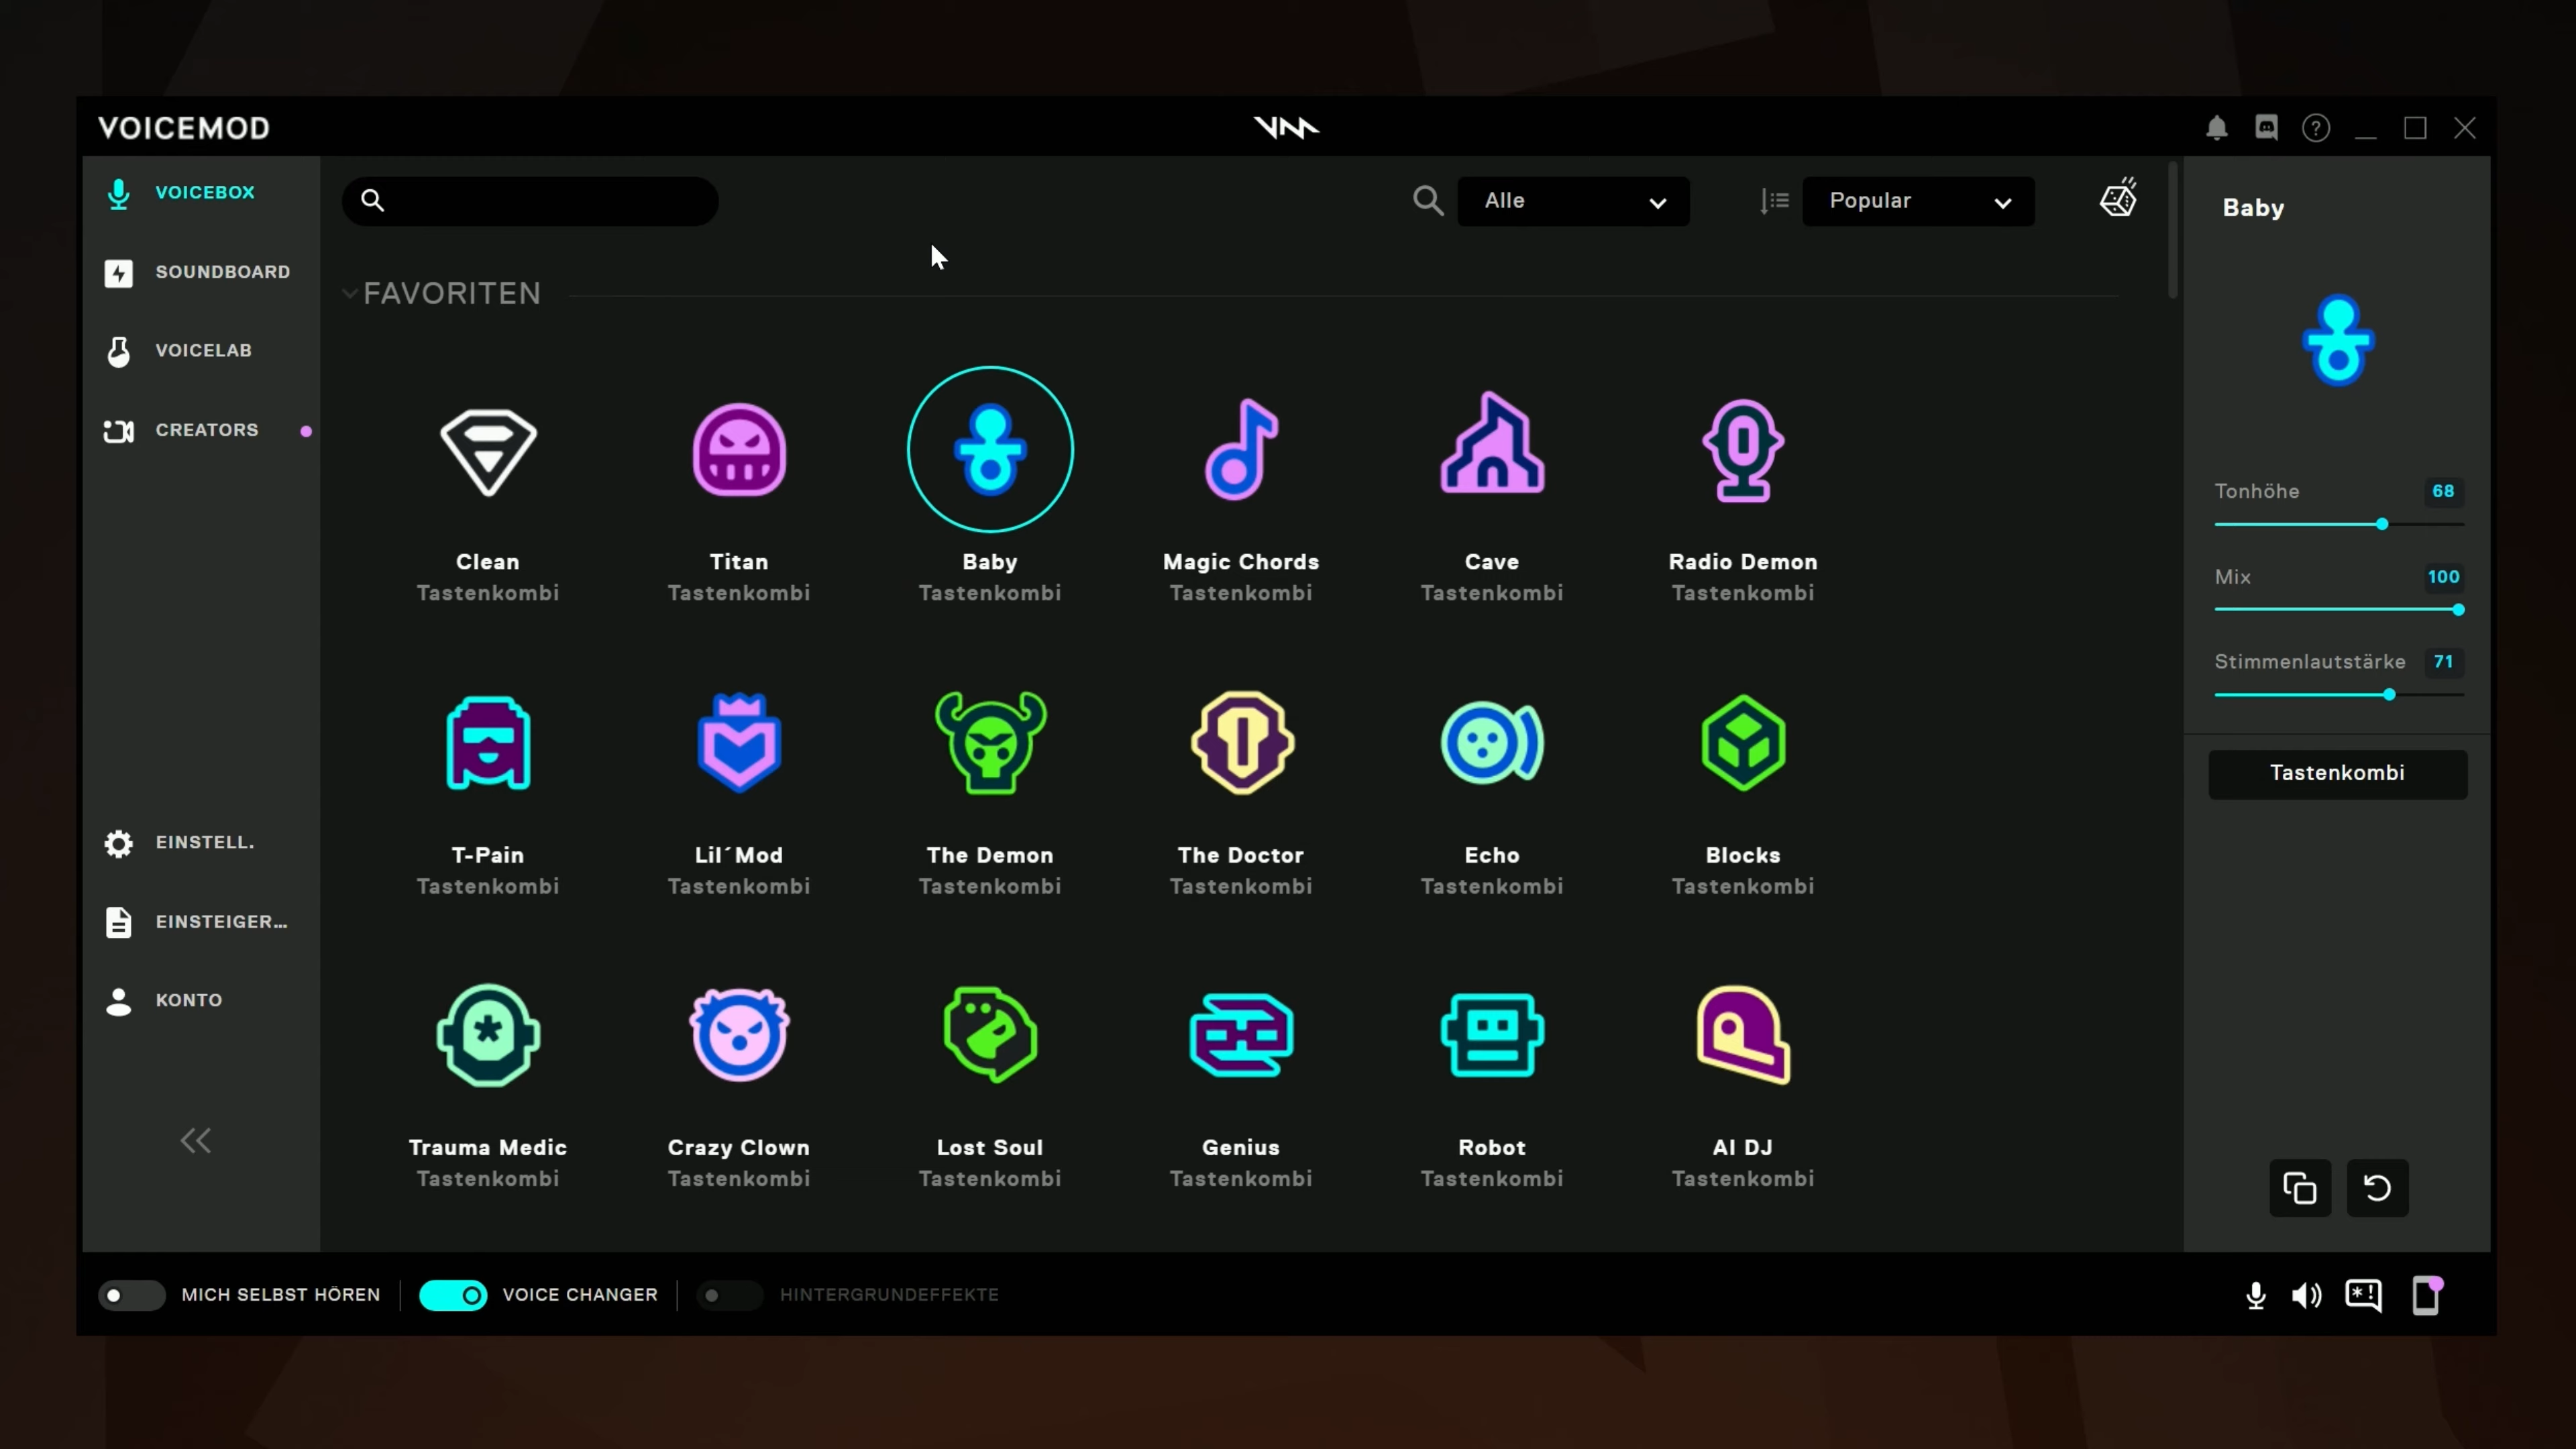 VOICEMOD
VOICEBOX
SOUNDBOARD
VOICELAB
CREATORS
EINSTELL.
EINSTEIGER...
KONTO
Alle
Popular
FAVORITEN
Clean
Tastenkombi
Titan
Tastenkombi
Baby
Tastenkombi
Magic Chords
Tastenkombi
Cave
Tastenkombi
Radio Demon
Tastenkombi
T-Pain
Tastenkombi
Lil´Mod
Tastenkombi
The Demon
Tastenkombi
The Doctor
Tastenkombi
Echo
Tastenkombi
Blocks
Tastenkombi
Trauma Medic
Tastenkombi
Crazy Clown
Tastenkombi
Lost Soul
Tastenkombi
Genius
Tastenkombi
Robot
Tastenkombi
AI DJ
Tastenkombi
Baby
Tonhöhe 68
Mix 100
Stimmenlautstärke 71
Tastenkombi
MICH SELBST HÖREN
VOICE CHANGER
HINTERGRUNDEFFEKTE